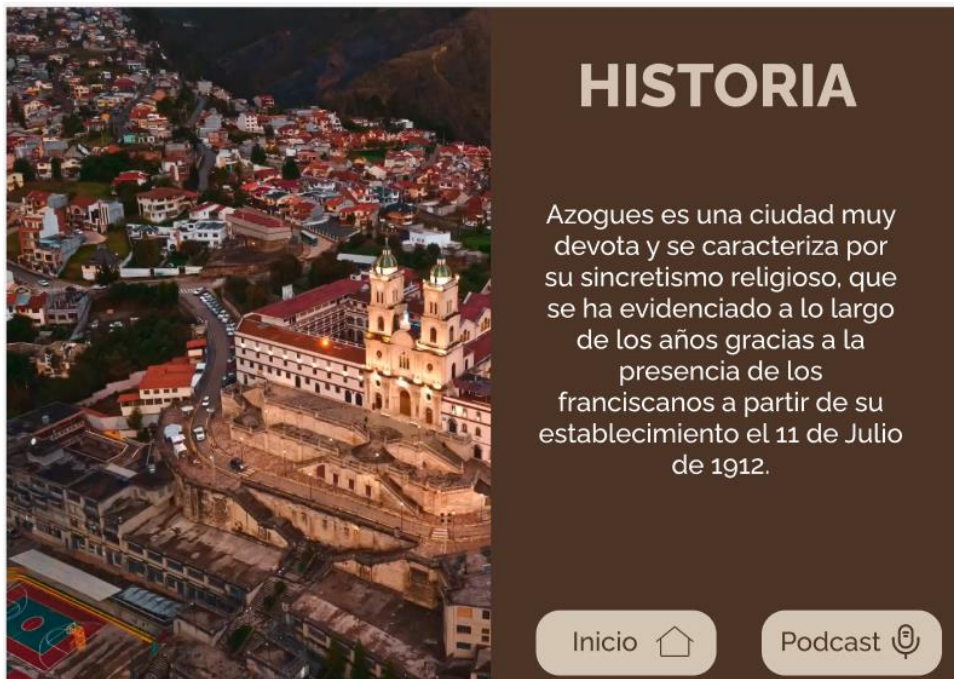 HISTORIA
Azogues es una ciudad muy
devota y se caracteriza por
su sincretismo religioso, que
se ha evidenciado a lo largo
de los años gracias a la
presencia de los
franciscanos a partir de su
establecimiento el 11 de Julio
de 1912.
Inicio
Podcast